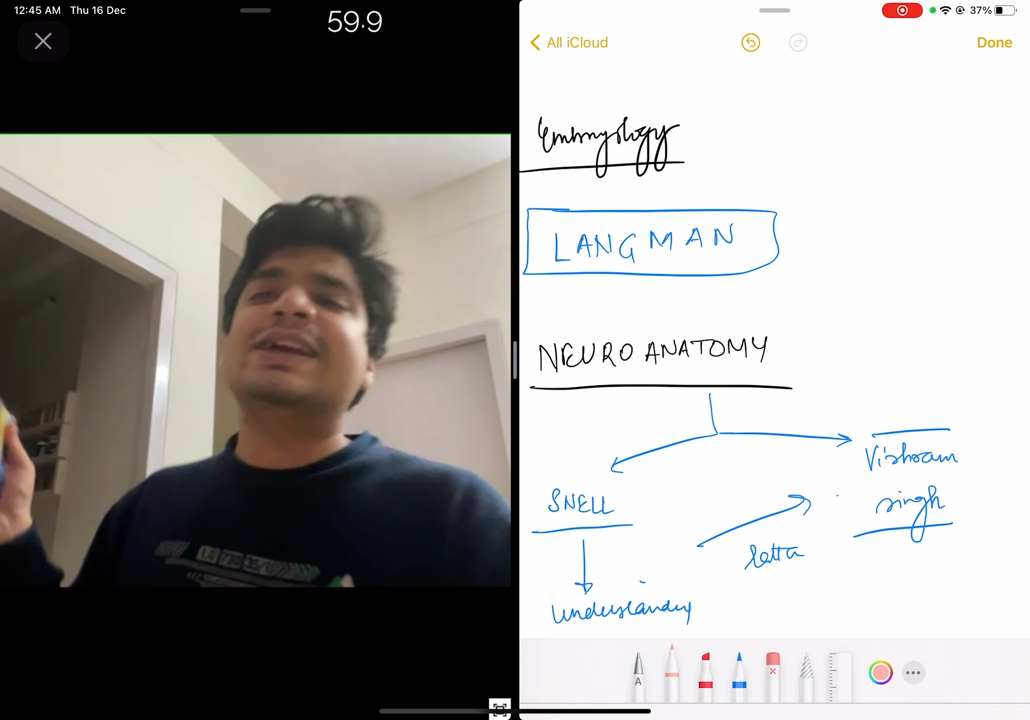 12:45 AM Thu 16 Dec
59.9
37%
All iCloud
Done
Embryology
LANGMAN
NEURO ANATOMY
Vishram
singh
SNELL
understanding
A